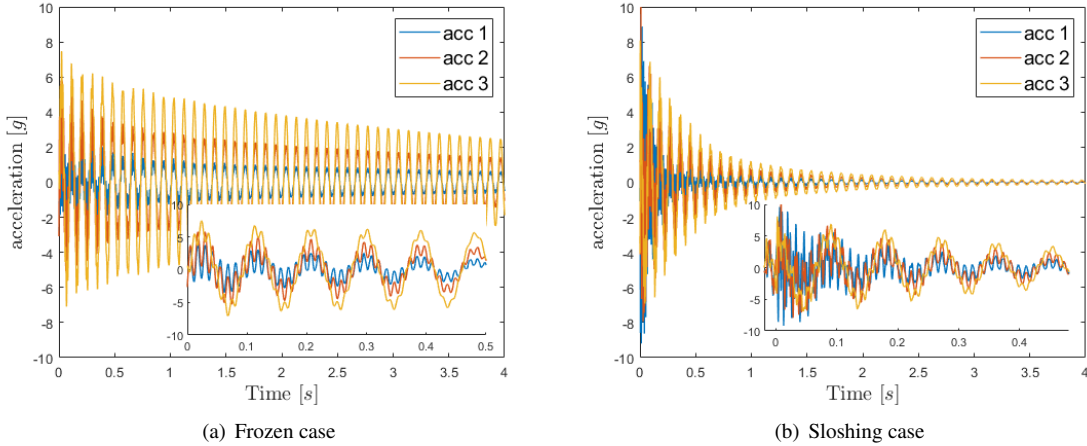 10
8
6
4
2
0
-2
-4
-6
-8
-10
acceleration [g]
acc 1
acc 2
acc 3
10
5
0
-5
-10
0 0.1 0.2 0.3 0.4 0.5
0 0.5 1 1.5 2 2.5 3 3.5 4
Time [s]
(a) Frozen case
10
8
6
4
2
0
-2
-4
-6
-8
-10
acceleration [g]
acc 1
acc 2
acc 3
10
5
0
-5
-10
0 0.1 0.2 0.3 0.4
0 0.5 1 1.5 2 2.5 3 3.5 4
Time [s]
(b) Sloshing case